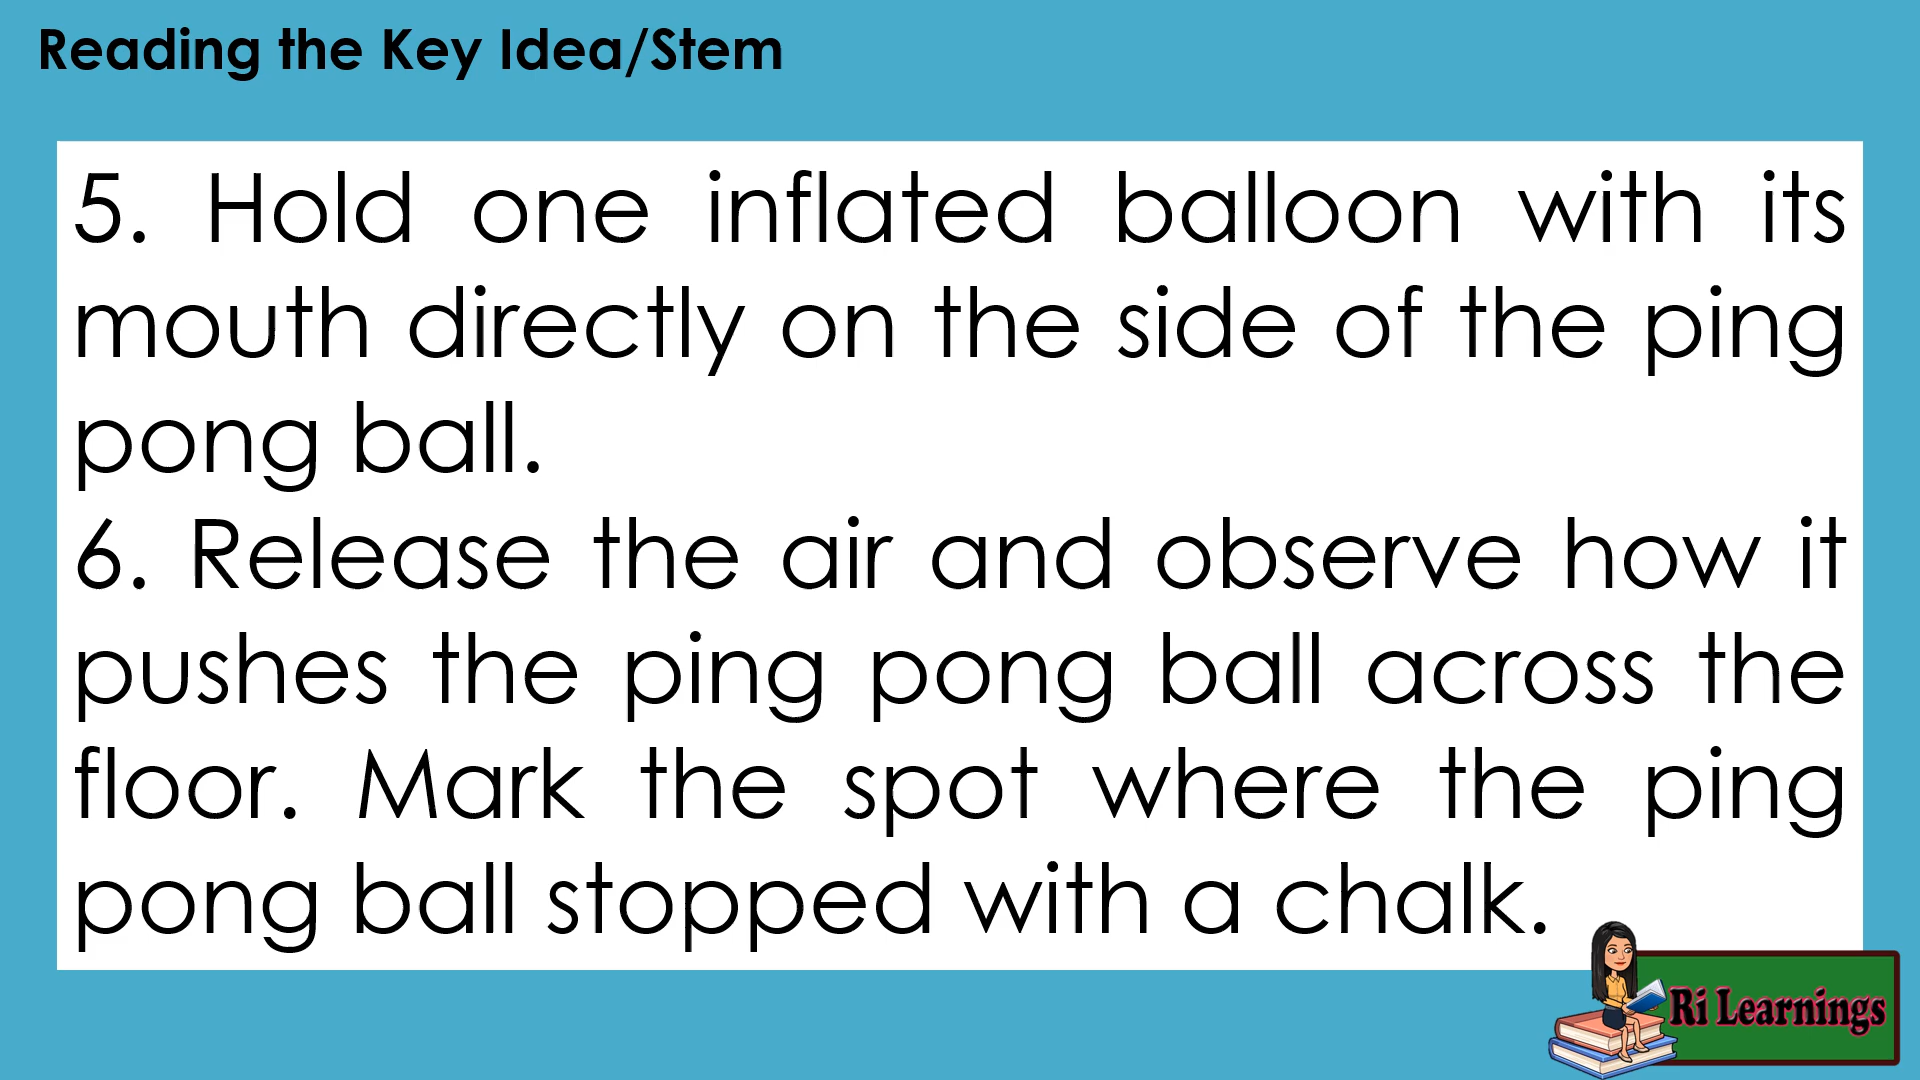 Reading the Key Idea/Stem
5. Hold one inflated balloon with its
mouth directly on the side of the ping
pong ball.
6. Release the air and observe how it
pushes the ping pong ball across the
floor. Mark the spot where the ping
pong ball stopped with a chalk.
Ri Learnings